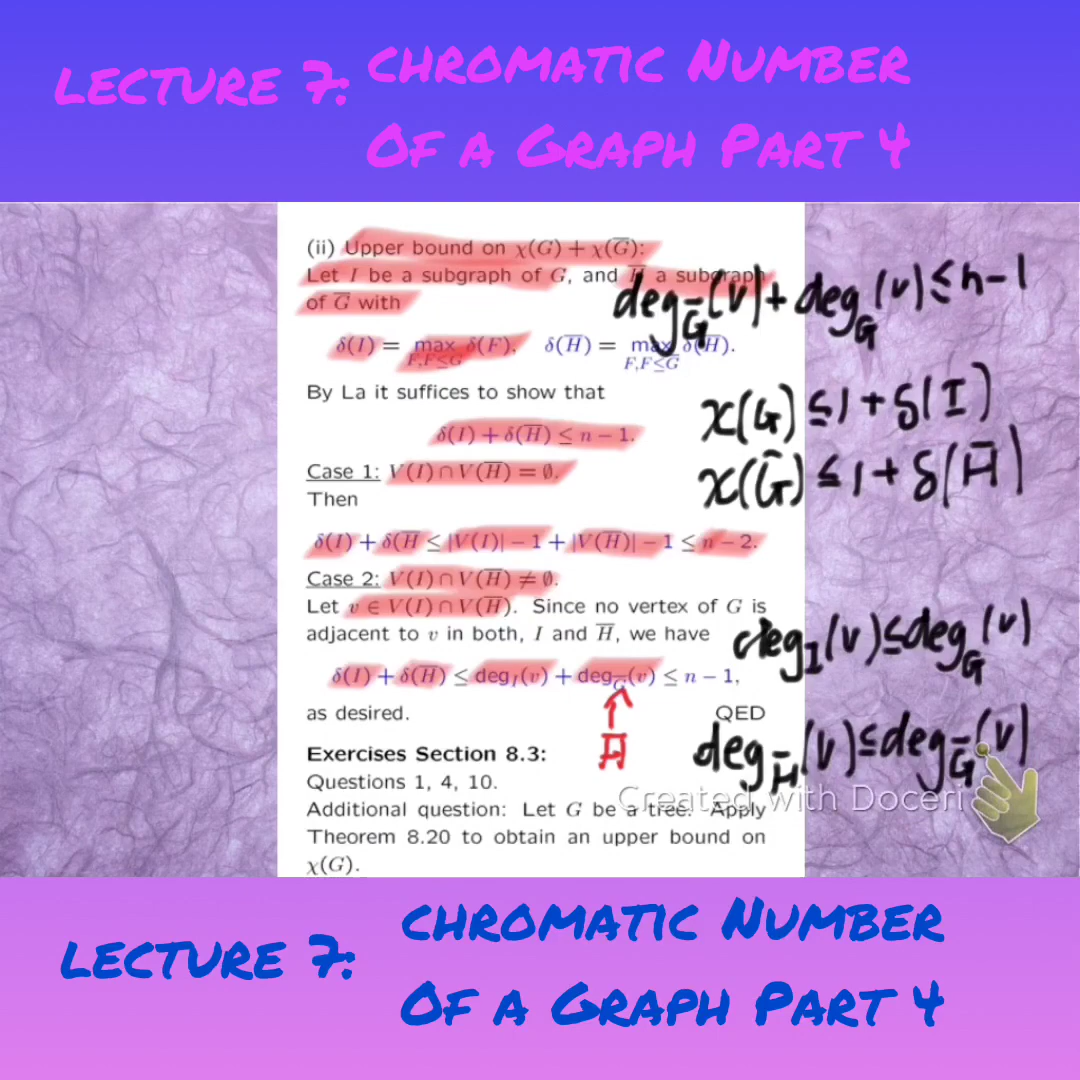 LECTURE 7: CHROMATIC NUMBER
OF A GRAPH PART 4
(ii) Upper bound on χ(G) + χ(G̅):
Let I be a subgraph of G, and H̅ a subgraph
of G̅ with
deg_G̅(v) + deg_G(v) ≤ n-1
δ(I) = max_{F,F≤G} δ(F), δ(H̅) = max_{F,F≤G̅} δ(H̅).
By La it suffices to show that
χ(G) ≤ 1 + δ(I)
δ(I) + δ(H̅) ≤ n − 1.
χ(G̅) ≤ 1 + δ(H̅)
Case 1: V(I) ∩ V(H̅) = ∅.
Then
δ(I) + δ(H̅ ≤ |V(I)| − 1 + |V(H̅)| − 1 ≤ n − 2.
Case 2: V(I) ∩ V(H̅) ≠ ∅.
Let v ∈ V(I) ∩ V(H̅). Since no vertex of G is
adjacent to v in both, I and H̅, we have
deg_I(v) ≤ deg_G(v)
δ(I) + δ(H̅) ≤ deg_I(v) + deg_G̅(v) ≤ n − 1,
as desired. QED
H̅
deg_H̅(v) ≤ deg_G̅(v)
Exercises Section 8.3:
Questions 1, 4, 10.
Created with Doceri
Additional question: Let G be a tree. Apply
Theorem 8.20 to obtain an upper bound on
χ(G).
LECTURE 7: CHROMATIC NUMBER
OF A GRAPH PART 4